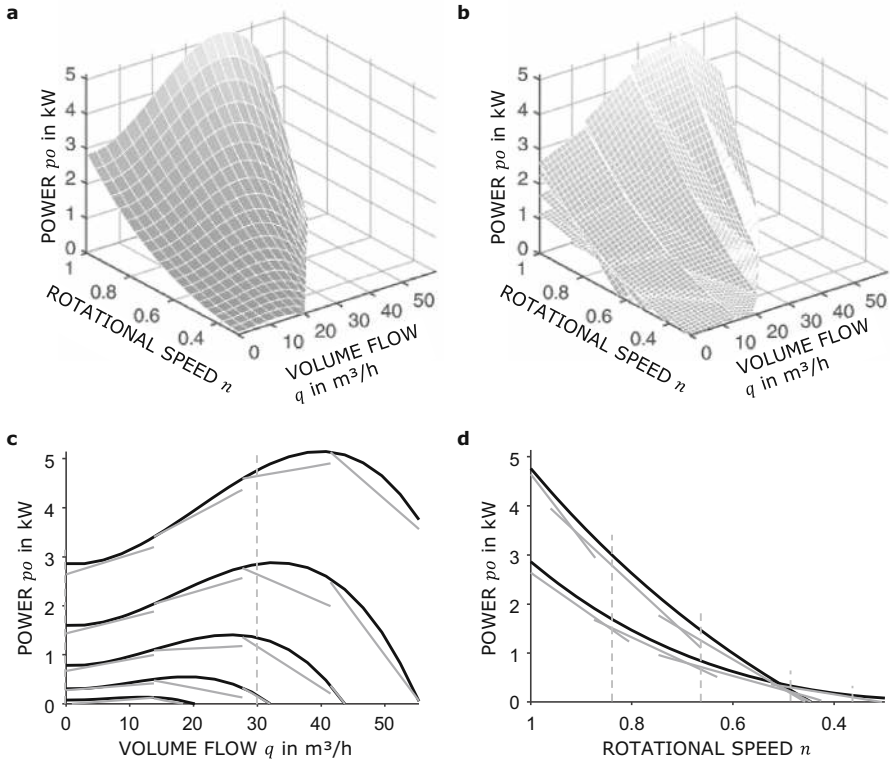 a
POWER po in kW
5
4
3
2
1
0
1
0.8
0.6
0.4
ROTATIONAL SPEED n
0
10
20
30
40
50
VOLUME FLOW
q in m³/h
b
POWER po in kW
5
4
3
2
1
0
1
0.8
0.6
0.4
ROTATIONAL SPEED n
0
10
20
30
40
50
VOLUME FLOW
q in m³/h
c
POWER po in kW
5
4
3
2
1
0
0 10 20 30 40 50
VOLUME FLOW q in m³/h
d
POWER po in kW
5
4
3
2
1
0
1 0.8 0.6 0.4
ROTATIONAL SPEED n